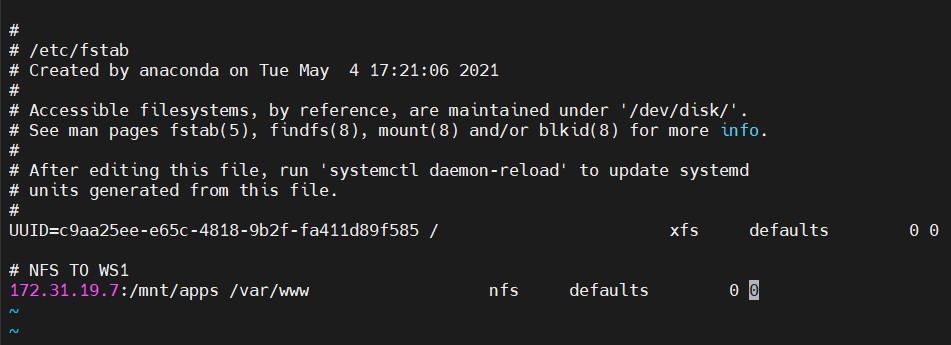 #
# /etc/fstab
# Created by anaconda on Tue May  4 17:21:06 2021
#
# Accessible filesystems, by reference, are maintained under '/dev/disk/'.
# See man pages fstab(5), findfs(8), mount(8) and/or blkid(8) for more info.
#
# After editing this file, run 'systemctl daemon-reload' to update systemd
# units generated from this file.
#
UUID=c9aa25ee-e65c-4818-9b2f-fa411d89f585 /                       xfs     defaults        0 0
# NFS TO WS1
172.31.19.7:/mnt/apps /var/www                  nfs     defaults        0 0
~
~